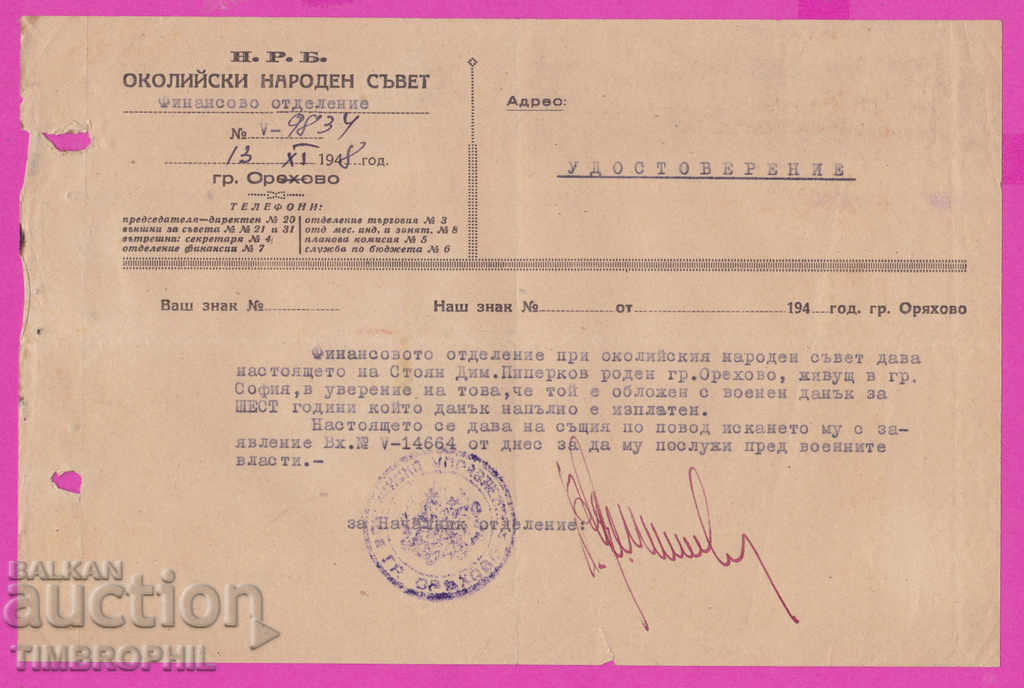 Н.Р.Б.
ОКОЛИЙСКИ НАРОДЕН СЪВЕТ
Финансово отделение
№ V-9834
13 XI 1948 год.
гр. Орехово
ТЕЛЕФОНИ:
председателя—директен № 20
външни за съвета № № 21 и 31
вътрешна: секретаря № 4;
отделение финансии № 7
отделение търговия № 3
отд мес. инд. и занят. № 8
планова комисия № 5
служба по бюджета № 6
Адрес:
УДОСТОВЕРЕНИЕ
Ваш знак № Наш знак № от 194 год. гр. Оряхово
Финансовото отделение при околийския народен съвет дава
настоящето на Стоян Дим.Пиперков роден гр.Орехово, живущ в гр.
София,в уверение на това,че той е обложен с военен данък за
ШЕСТ години който данък напълно е изплатен.
Настоящето се дава на същия по повод искането му с за-
явление Вх.№ V-14664 от днес за да му послужи пред военните
власти.-
за Началник отделение:
ГР. ОРѢХОВО
BALKAN
auction
TIMBROPHIL